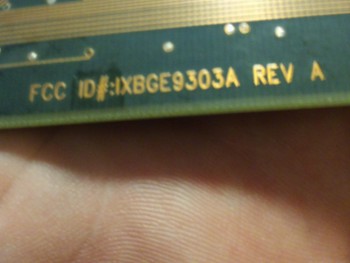 FCC ID#:IXBGE9303A REV A